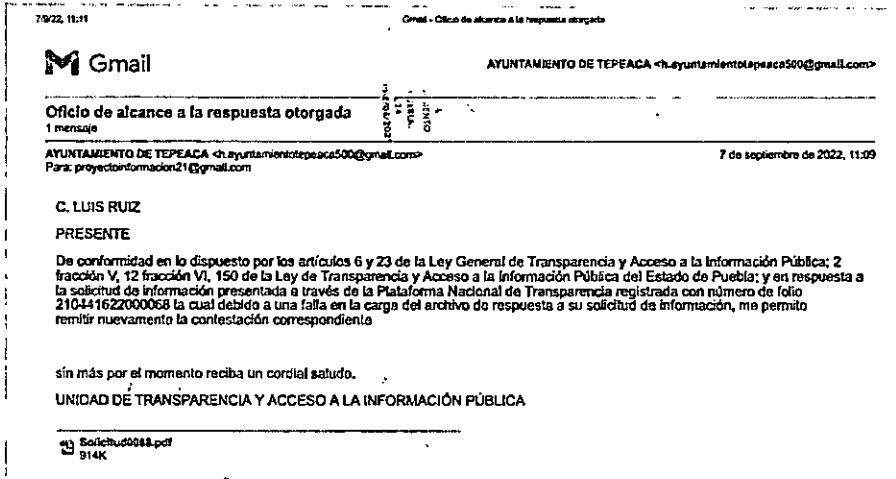 7/9/22, 11:11
Gmail - Oficio de alcance a la respuesta otorgada
Gmail
AYUNTAMIENTO DE TEPEACA <h.ayuntamientotepeaca500@gmail.com>
Oficio de alcance a la respuesta otorgada
1 mensaje
AYUNTAMIENTO DE TEPEACA <h.ayuntamientotepeaca500@gmail.com>
7 de septiembre de 2022, 11:09
Para: proyectoinformacion21@gmail.com
C. LUIS RUIZ
PRESENTE
De conformidad en lo dispuesto por los artículos 6 y 23 de la Ley General de Transparencia y Acceso a la Información Pública; 2
fracción V, 12 fracción VI, 150 de la Ley de Transparencia y Acceso a la Información Pública del Estado de Puebla; y en respuesta a
la solicitud de información presentada a través de la Plataforma Nacional de Transparencia registrada con número de folio
210441622000068 la cual debido a una falla en la carga del archivo de respuesta a su solicitud de información, me permito
remitir nuevamente la contestación correspondiente
sin más por el momento reciba un cordial saludo.
UNIDAD DE TRANSPARENCIA Y ACCESO A LA INFORMACIÓN PÚBLICA
Solicitud0068.pdf
914K